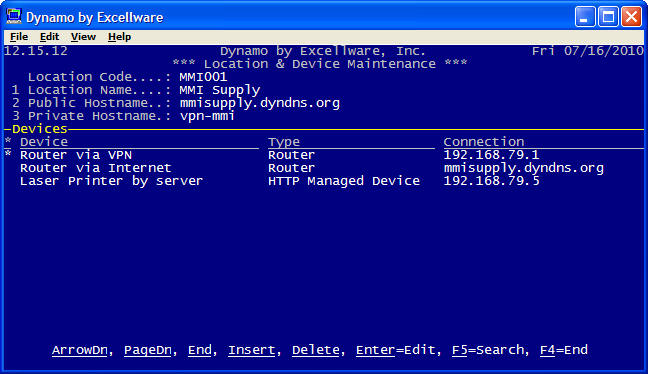 Dynamo by Excellware
File Edit View Help
12.15.12 Dynamo by Excellware, Inc. Fri 07/16/2010
*** Location & Device Maintenance ***
Location Code....: MMI001
1 Location Name....: MMI Supply
2 Public Hostname..: mmisupply.dyndns.org
3 Private Hostname.: vpn-mmi
Devices
* Device Type Connection
* Router via VPN Router 192.168.79.1
Router via Internet Router mmisupply.dyndns.org
Laser Printer by server HTTP Managed Device 192.168.79.5
ArrowDn, PageDn, End, Insert, Delete, Enter=Edit, F5=Search, F4=End